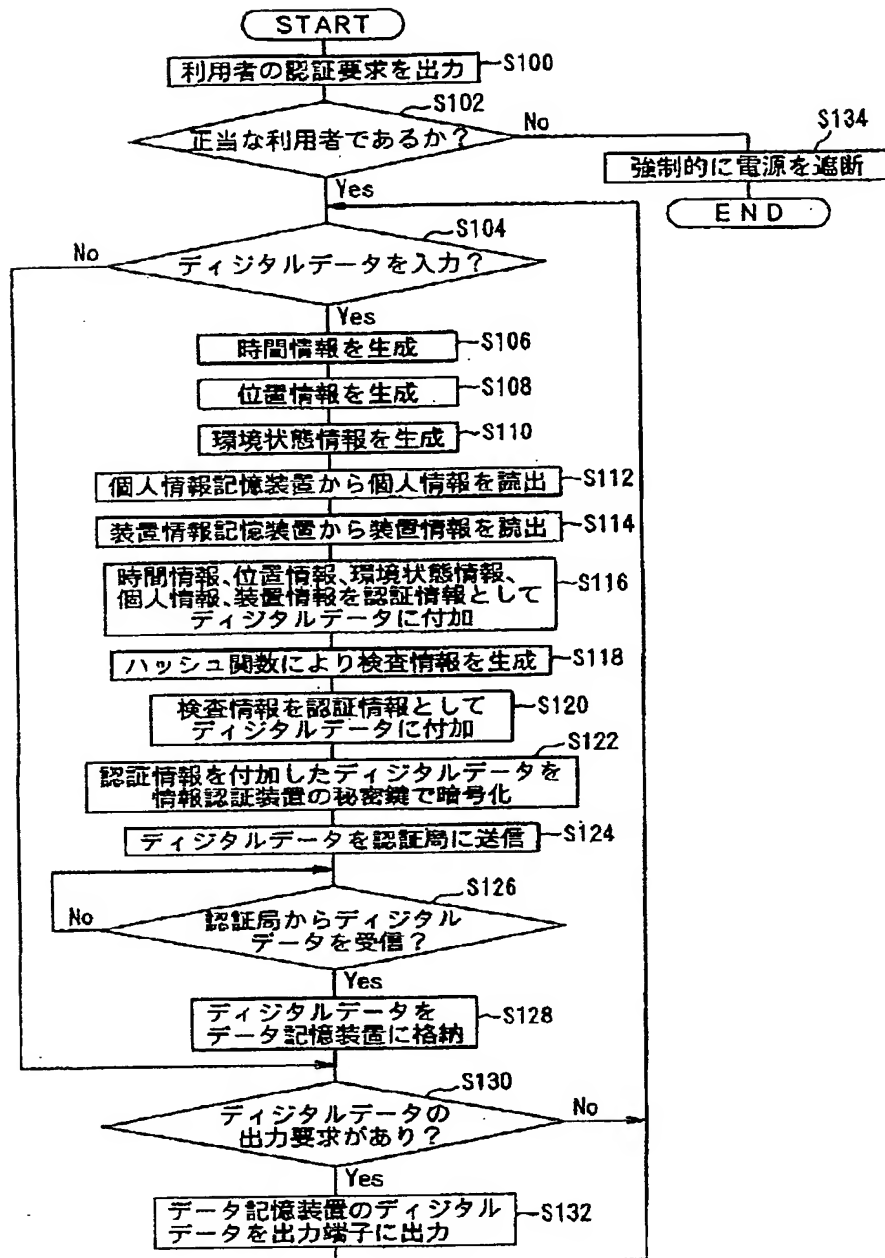 START
利用者の認証要求を出力
S100
S102
正当な利用者であるか？
No
Yes
S134
強制的に電源を遮断
END
S104
No
ディジタルデータを入力？
Yes
時間情報を生成
S106
位置情報を生成
S108
環境状態情報を生成
S110
個人情報記憶装置から個人情報を読出
S112
装置情報記憶装置から装置情報を読出
S114
時間情報、位置情報、環境状態情報、
個人情報、装置情報を認証情報として
ディジタルデータに付加
S116
ハッシュ関数により検査情報を生成
S118
検査情報を認証情報として
ディジタルデータに付加
S120
S122
認証情報を付加したディジタルデータを
情報認証装置の秘密鍵で暗号化
ディジタルデータを認証局に送信
S124
S126
No
認証局からディジタル
データを受信？
Yes
ディジタルデータを
データ記憶装置に格納
S128
S130
ディジタルデータの
出力要求があり？
No
Yes
データ記憶装置のディジタル
データを出力端子に出力
S132